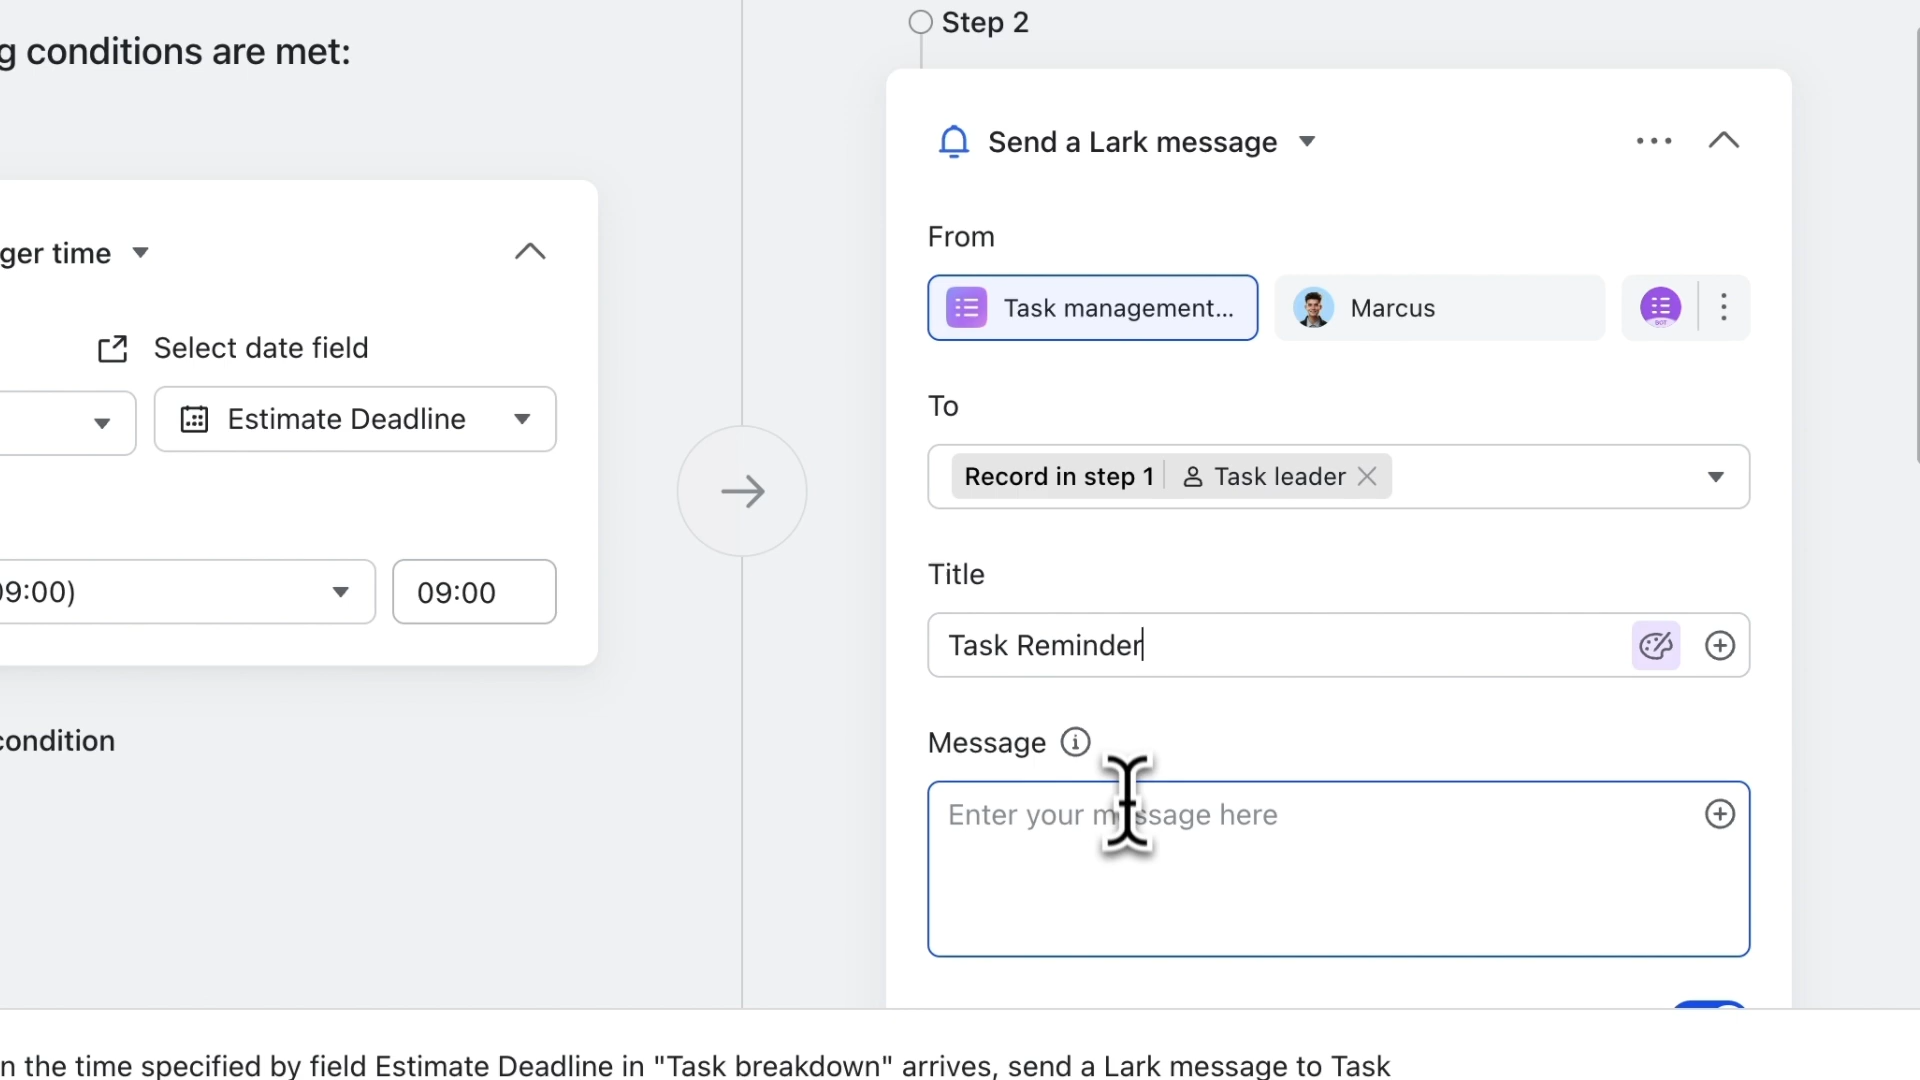 g conditions are met:
ger time
Select date field
Estimate Deadline
09:00)
09:00
condition
Step 2
Send a Lark message
From
Task management...
Marcus
To
Record in step 1
Task leader
Title
Task Reminder
Message
Enter your message here
n the time specified by field Estimate Deadline in "Task breakdown" arrives, send a Lark message to Task